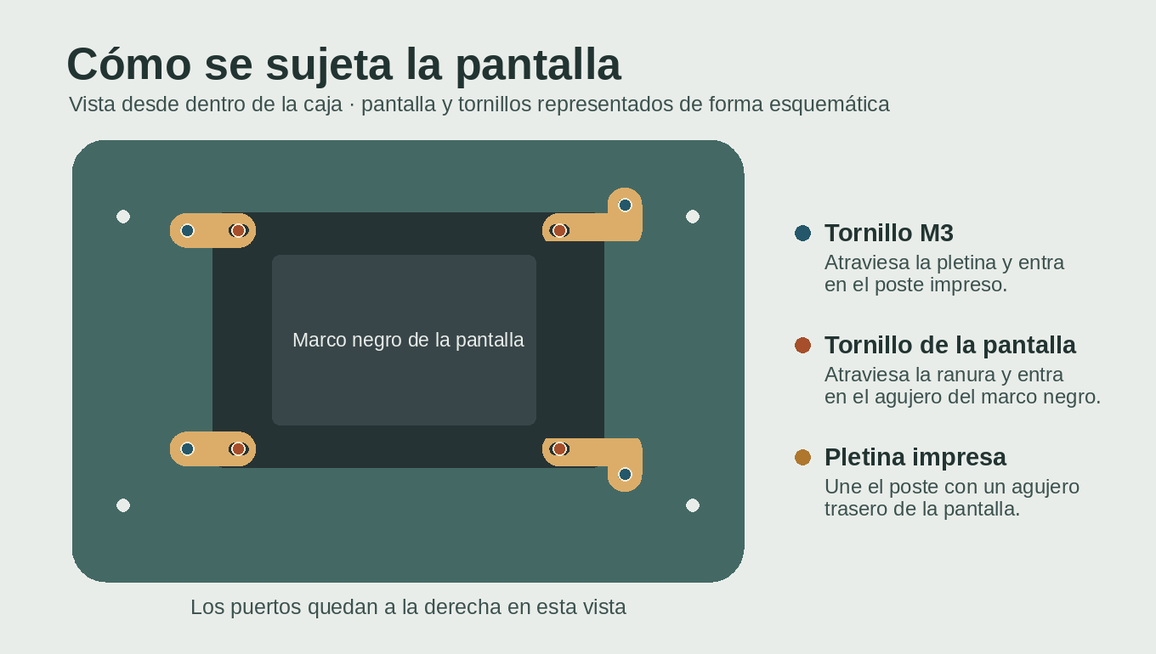 Cómo se sujeta la pantalla
Vista desde dentro de la caja · pantalla y tornillos representados de forma esquemática
Marco negro de la pantalla
Tornillo M3
Atraviesa la pletina y entra
en el poste impreso.
Tornillo de la pantalla
Atraviesa la ranura y entra
en el agujero del marco negro.
Pletina impresa
Une el poste con un agujero
trasero de la pantalla.
Los puertos quedan a la derecha en esta vista